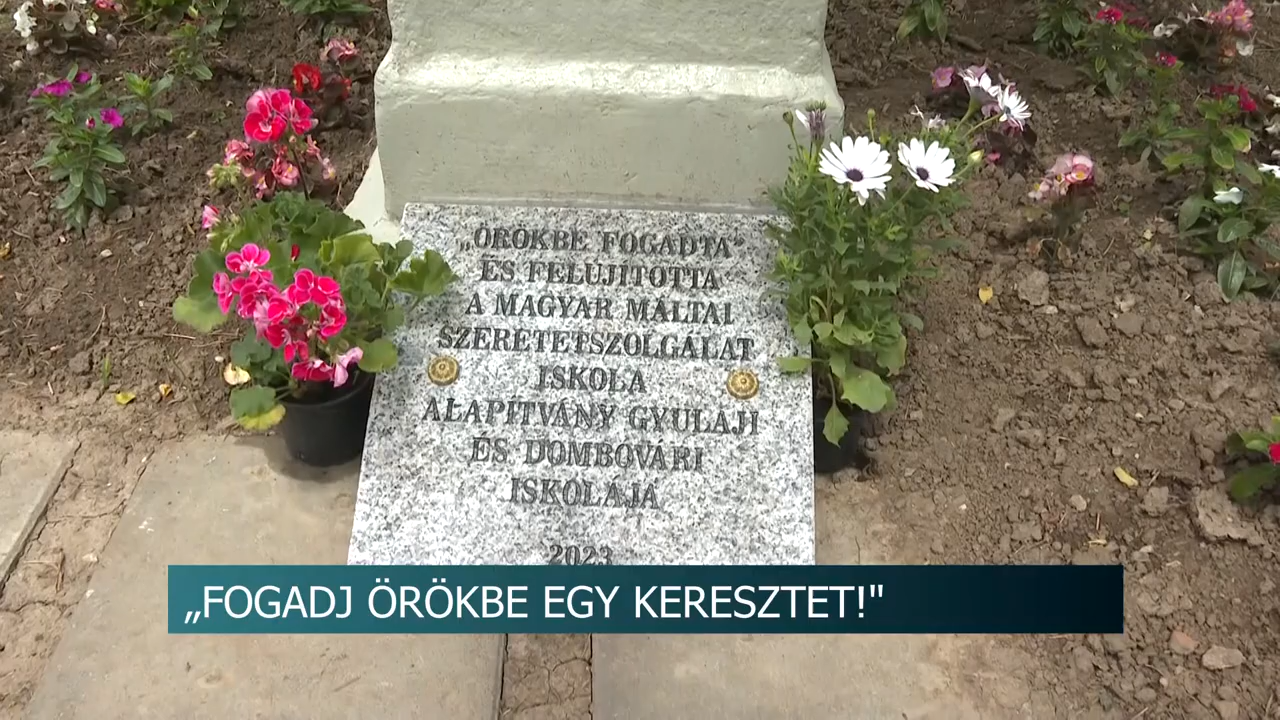 „ÖRÖKBE FOGADTA"
ÉS FELÚJÍTOTTA
A MAGYAR MÁLTAI
SZERETETSZOLGÁLAT
ISKOLA
ALAPÍTVÁNY GYULAJI
ÉS DOMBÓVÁRI
ISKOLÁJA
2023
„FOGADJ ÖRÖKBE EGY KERESZTET!"